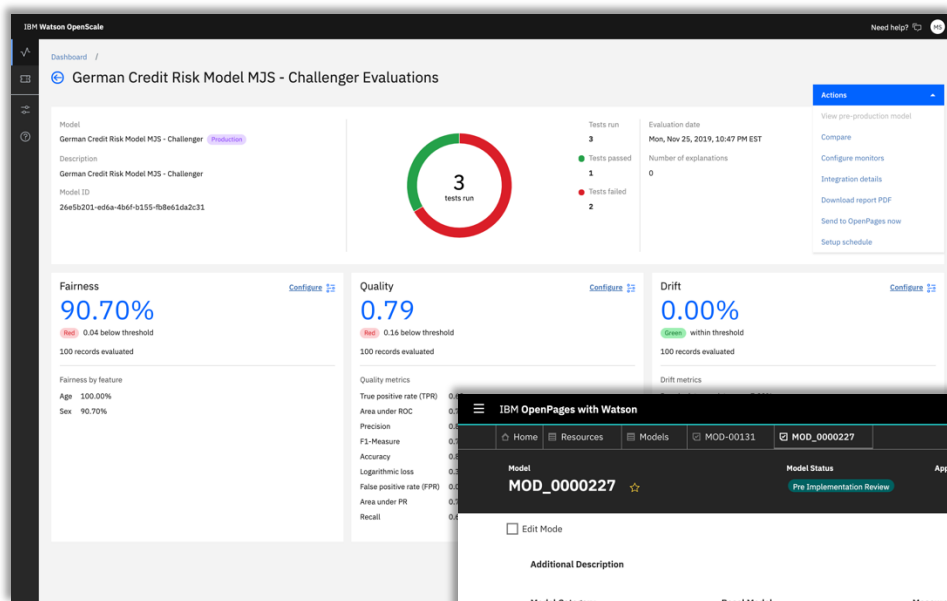 IBM Watson OpenScale
Need help?
MS
Dashboard /
German Credit Risk Model MJS - Challenger Evaluations
Actions
View pre-production model
Compare
Configure monitors
Integration details
Download report PDF
Send to OpenPages now
Setup schedule
Model
German Credit Risk Model MJS - Challenger Production
Description
German Credit Risk Model MJS - Challenger
Model ID
26e5b201-ed6a-4b6f-b155-fb8e61da2c31
3
tests run
Tests run
3
Tests passed
1
Tests failed
2
Evaluation date
Mon, Nov 25, 2019, 10:47 PM EST
Number of explanations
0
Fairness
Configure
90.70%
Red 0.04 below threshold
100 records evaluated
Fairness by feature
Age 100.00%
Sex 90.70%
Quality
Configure
0.79
Red 0.16 below threshold
100 records evaluated
Quality metrics
True positive rate (TPR)
Area under ROC
Precision
F1-Measure
Accuracy
Logarithmic loss
False positive rate (FPR)
Area under PR
Recall
Drift
Configure
0.00%
Green within threshold
100 records evaluated
Drift metrics
IBM OpenPages with Watson
Home Resources Models MOD-00131 MOD_0000227
Model
MOD_0000227
Model Status
Pre Implementation Review
Edit Mode
Additional Description